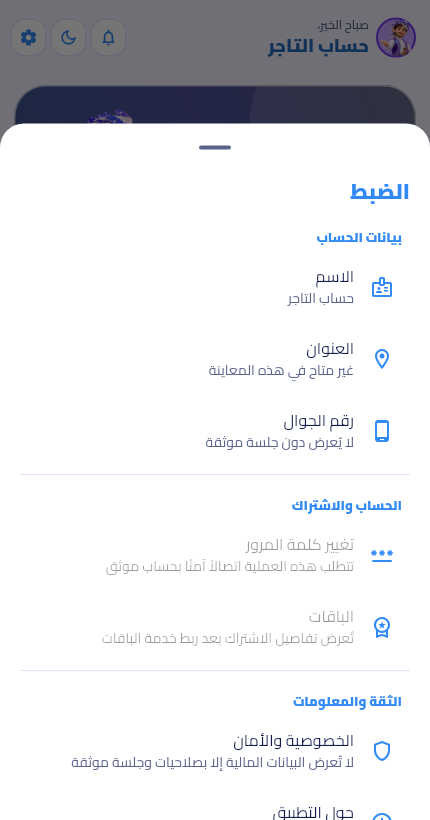 صباح الخير،
حساب التاجر
الضبط
بيانات الحساب
الاسم
حساب التاجر
العنوان
غير متاح في هذه المعاينة
رقم الجوال
لا يُعرض دون جلسة موثقة
الحساب والاشتراك
تغيير كلمة المرور
تتطلب هذه العملية اتصالاً آمنًا بحساب موثق
الباقات
تُعرض تفاصيل الاشتراك بعد ربط خدمة الباقات
الثقة والمعلومات
الخصوصية والأمان
لا تُعرض البيانات المالية إلا بصلاحيات وجلسة موثقة
حول التطبيق